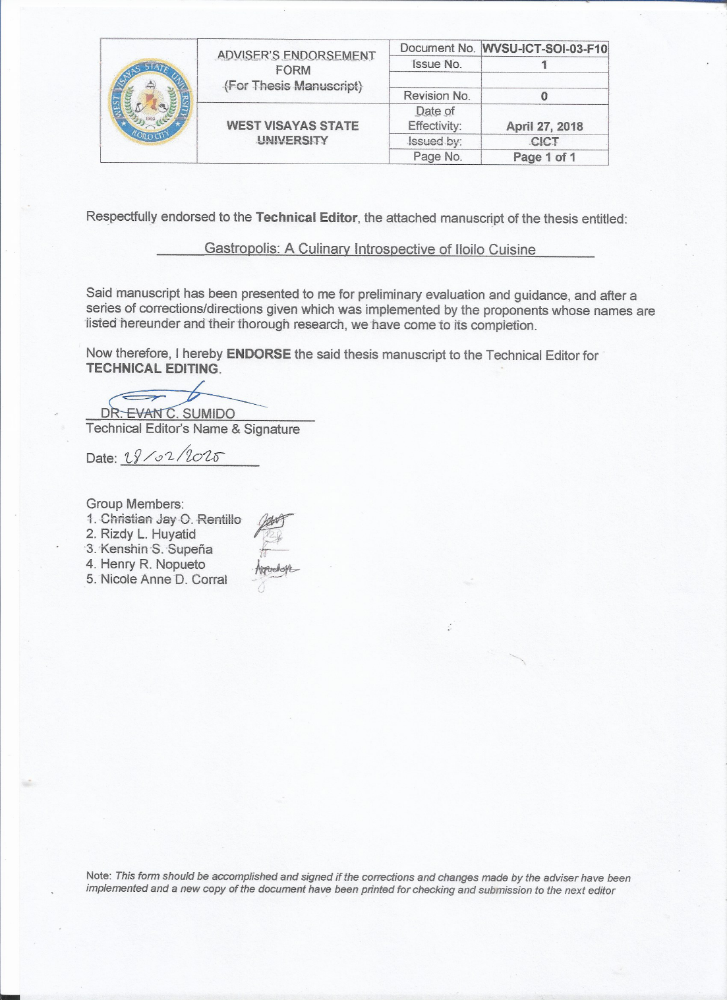 WEST VISAYAS STATE UNIVERSITY
1902
ILOILO CITY
ADVISER'S ENDORSEMENT
FORM
(For Thesis Manuscript)
WEST VISAYAS STATE
UNIVERSITY
Document No. WVSU-ICT-SOI-03-F10
Issue No. 1
Revision No. 0
Date of
Effectivity: April 27, 2018
Issued by: CICT
Page No. Page 1 of 1
Respectfully endorsed to the Technical Editor, the attached manuscript of the thesis entitled:
Gastropolis: A Culinary Introspective of Iloilo Cuisine
Said manuscript has been presented to me for preliminary evaluation and guidance, and after a
series of corrections/directions given which was implemented by the proponents whose names are
listed hereunder and their thorough research, we have come to its completion.
Now therefore, I hereby ENDORSE the said thesis manuscript to the Technical Editor for
TECHNICAL EDITING.
DR. EVAN C. SUMIDO
Technical Editor's Name & Signature
Date: 28/02/2025
Group Members:
1. Christian Jay O. Rentillo
2. Rizdy L. Huyatid
3. Kenshin S. Supeña
4. Henry R. Nopueto
5. Nicole Anne D. Corral
Note: This form should be accomplished and signed if the corrections and changes made by the adviser have been
implemented and a new copy of the document have been printed for checking and submission to the next editor